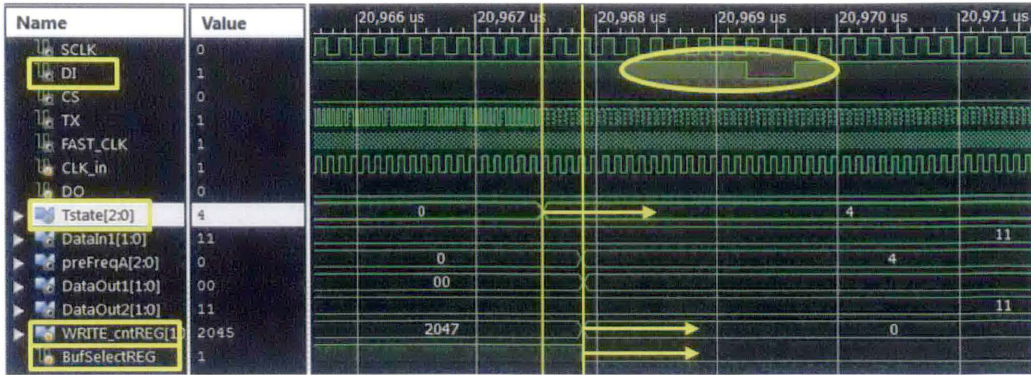 Name Value 20,966 us 20,967 us 20,968 us 20,969 us 20,970 us 20,971 us
SCLK 0
DI 1
CS 0
TX 1
FAST_CLK 1
CLK_in 1
DO 0
Tstate[2:0] 4 0 4
DataIn1[1:0] 11 11
preFreqA[2:0] 0 0 4
DataOut1[1:0] 00 00
DataOut2[1:0] 11 11
WRITE_cntREG[1 2045 2047 0
BufSelectREG 1